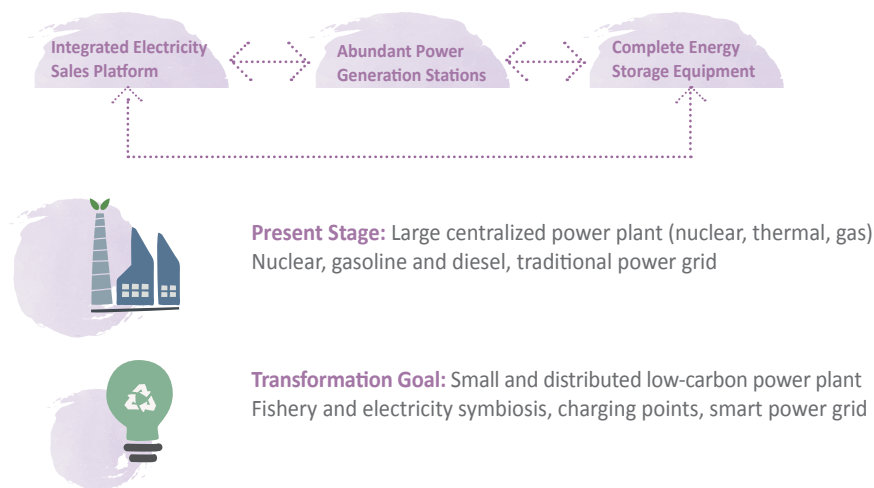 Integrated Electricity
Sales Platform
Abundant Power
Generation Stations
Complete Energy
Storage Equipment
Present Stage: Large centralized power plant (nuclear, thermal, gas)
Nuclear, gasoline and diesel, traditional power grid
Transformation Goal: Small and distributed low-carbon power plant
Fishery and electricity symbiosis, charging points, smart power grid